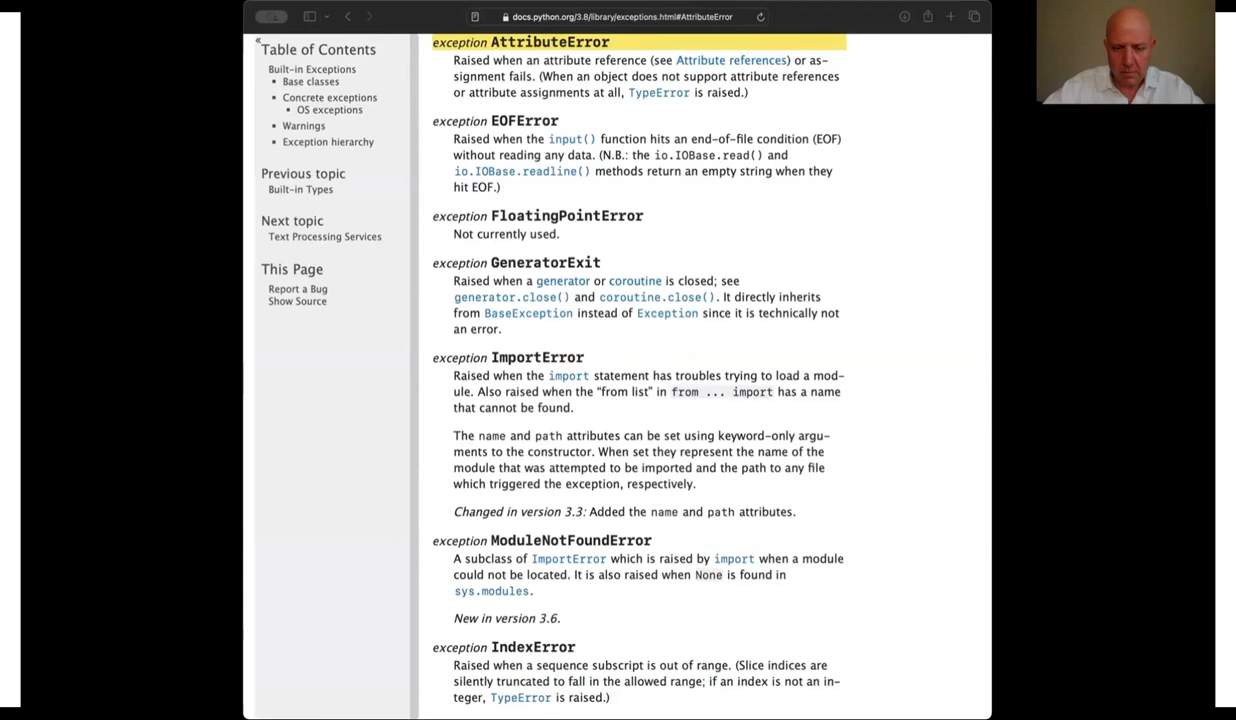 docs.python.org/3.8/library/exceptions.html#AttributeError
«
Table of Contents
Built-in Exceptions
▪ Base classes
▪ Concrete exceptions
▪ OS exceptions
▪ Warnings
▪ Exception hierarchy
Previous topic
Built-in Types
Next topic
Text Processing Services
This Page
Report a Bug
Show Source
exception AttributeError
Raised when an attribute reference (see Attribute references) or as-
signment fails. (When an object does not support attribute references
or attribute assignments at all, TypeError is raised.)
exception EOFError
Raised when the input() function hits an end-of-file condition (EOF)
without reading any data. (N.B.: the io.IOBase.read() and
io.IOBase.readline() methods return an empty string when they
hit EOF.)
exception FloatingPointError
Not currently used.
exception GeneratorExit
Raised when a generator or coroutine is closed; see
generator.close() and coroutine.close(). It directly inherits
from BaseException instead of Exception since it is technically not
an error.
exception ImportError
Raised when the import statement has troubles trying to load a mod-
ule. Also raised when the “from list” in from ... import has a name
that cannot be found.
The name and path attributes can be set using keyword-only argu-
ments to the constructor. When set they represent the name of the
module that was attempted to be imported and the path to any file
which triggered the exception, respectively.
Changed in version 3.3: Added the name and path attributes.
exception ModuleNotFoundError
A subclass of ImportError which is raised by import when a module
could not be located. It is also raised when None is found in
sys.modules.
New in version 3.6.
exception IndexError
Raised when a sequence subscript is out of range. (Slice indices are
silently truncated to fall in the allowed range; if an index is not an in-
teger, TypeError is raised.)